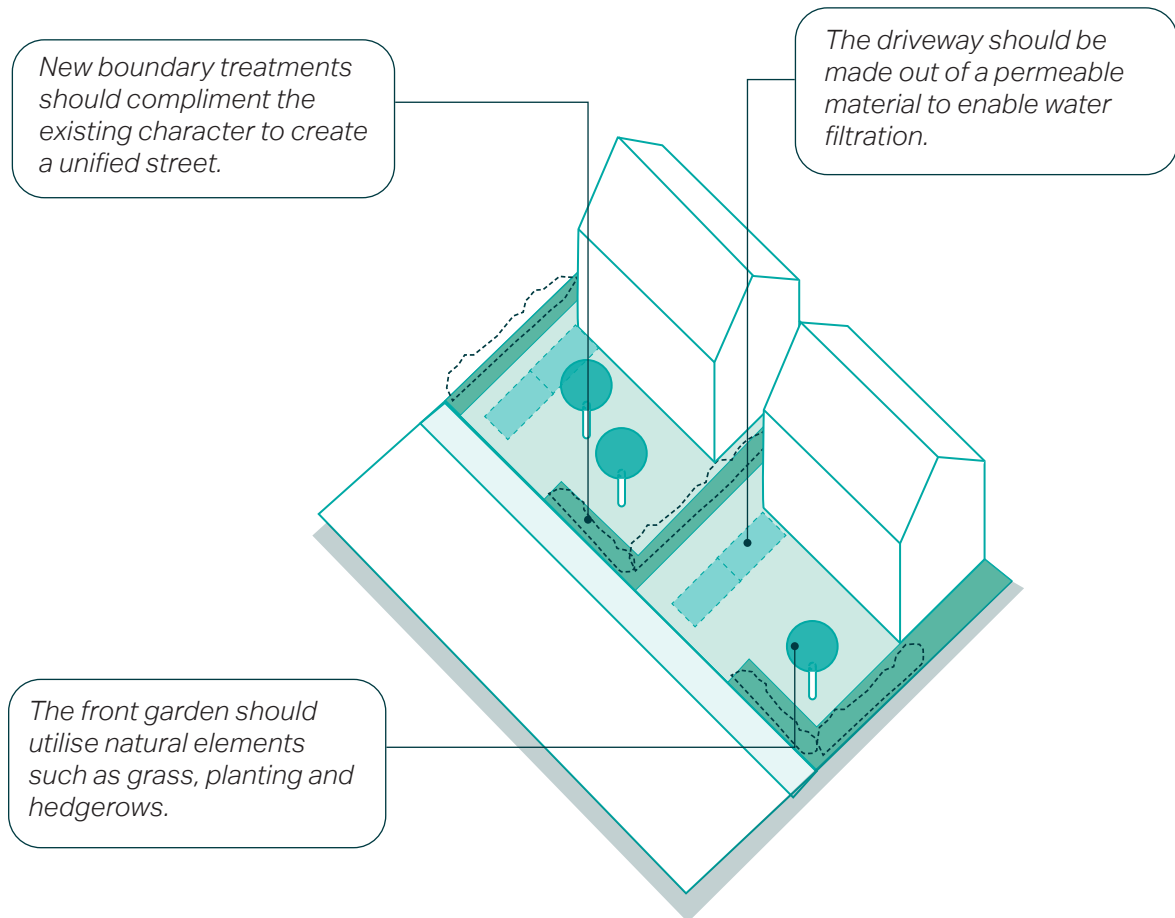 New boundary treatments
should compliment the
existing character to create
a unified street.
The driveway should be
made out of a permeable
material to enable water
filtration.
The front garden should
utilise natural elements
such as grass, planting and
hedgerows.